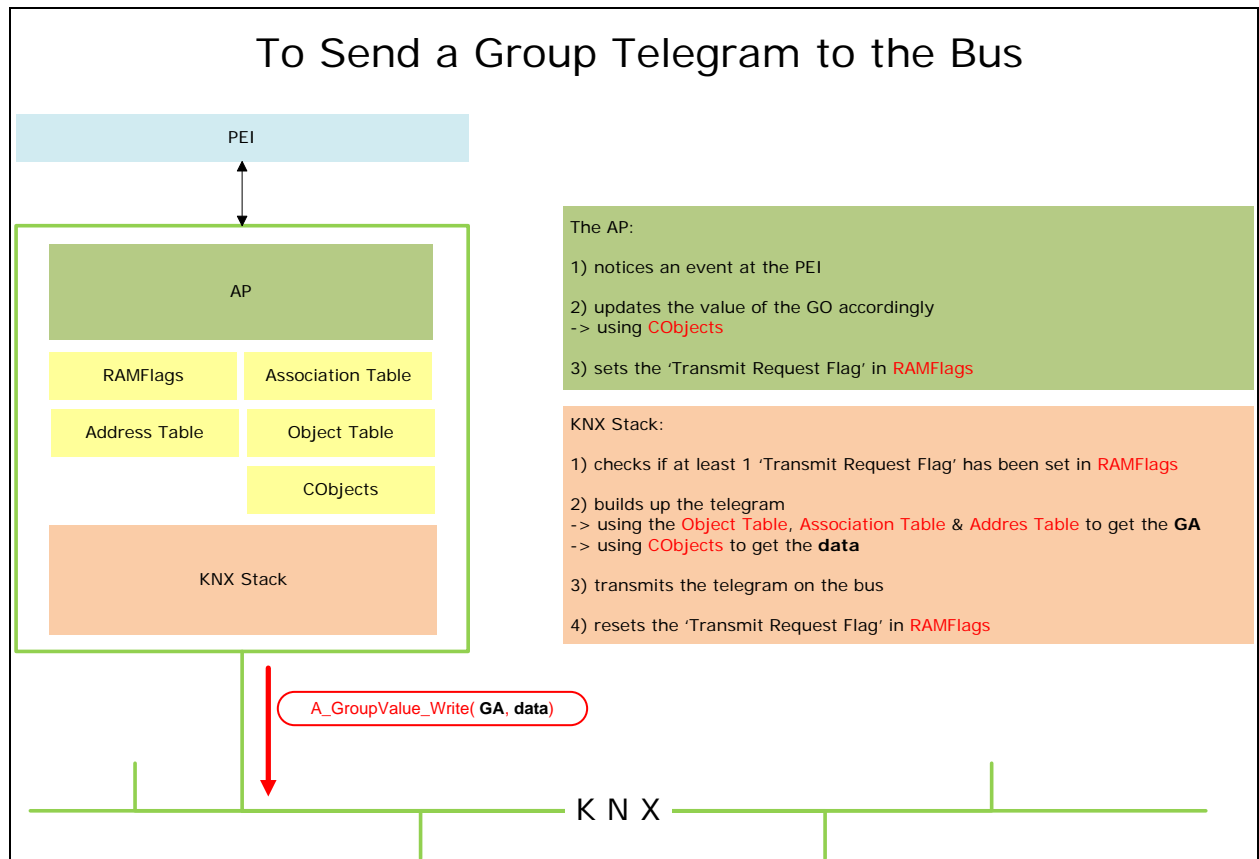 To Send a Group Telegram to the Bus
PEI
AP
RAMFlags
Association Table
Address Table
Object Table
CObjects
KNX Stack
The AP:
1) notices an event at the PEI
2) updates the value of the GO accordingly
-> using CObjects
3) sets the ‘Transmit Request Flag’ in RAMFlags
KNX Stack:
1) checks if at least 1 ‘Transmit Request Flag’ has been set in RAMFlags
2) builds up the telegram
-> using the Object Table, Association Table & Addres Table to get the GA
-> using CObjects to get the data
3) transmits the telegram on the bus
4) resets the ‘Transmit Request Flag’ in RAMFlags
A_GroupValue_Write( GA, data)
K N X